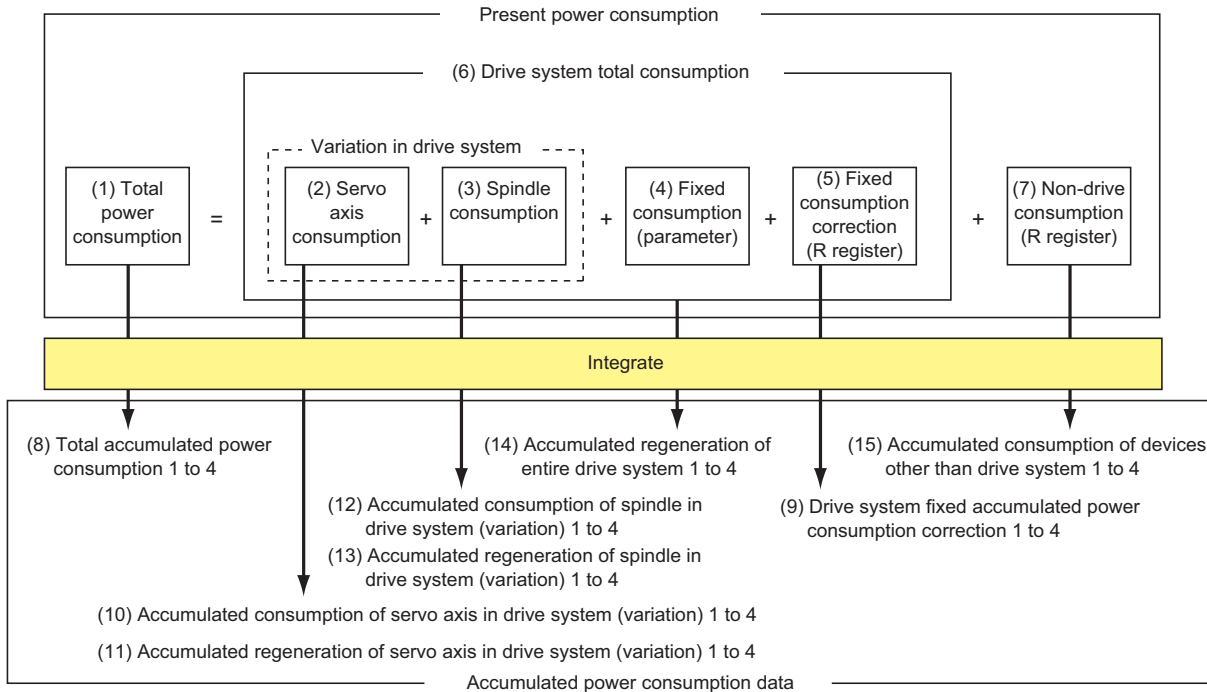 Present power consumption
(6) Drive system total consumption
Variation in drive system
(1) Total
power
consumption
=
(2) Servo
axis
consumption
+
(3) Spindle
consumption
+
(4) Fixed
consumption
(parameter)
+
(5) Fixed
consumption
correction
(R register)
+
(7) Non-drive
consumption
(R register)
Integrate
(8) Total accumulated power
consumption 1 to 4
(14) Accumulated regeneration of
entire drive system 1 to 4
(15) Accumulated consumption of devices
other than drive system 1 to 4
(12) Accumulated consumption of spindle in
drive system (variation) 1 to 4
(9) Drive system fixed accumulated power
consumption correction 1 to 4
(13) Accumulated regeneration of spindle in
drive system (variation) 1 to 4
(10) Accumulated consumption of servo axis in drive system (variation) 1 to 4
(11) Accumulated regeneration of servo axis in drive system (variation) 1 to 4
Accumulated power consumption data